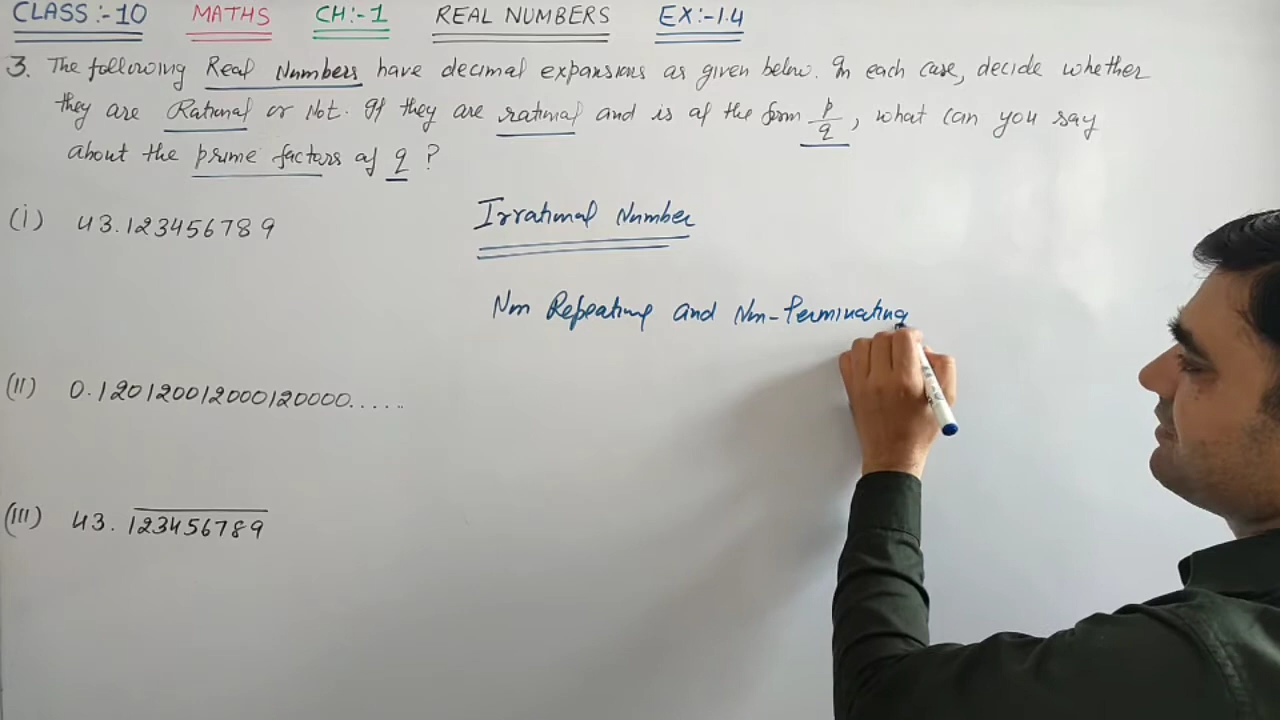 CLASS :- 10 MATHS CH:- 1 REAL NUMBERS EX:- 1.4
3. The following Real Numbers have decimal expansions as given below. In each case, decide whether
they are Rational or Not. If they are rational and is of the form p/q, what can you say
about the prime factors of q ?
(i) 43.123456789
Irrational Number
Non Repeating and Non-Terminating
(II) 0.120120012000120000.....
(III) 43.\overline{123456789}